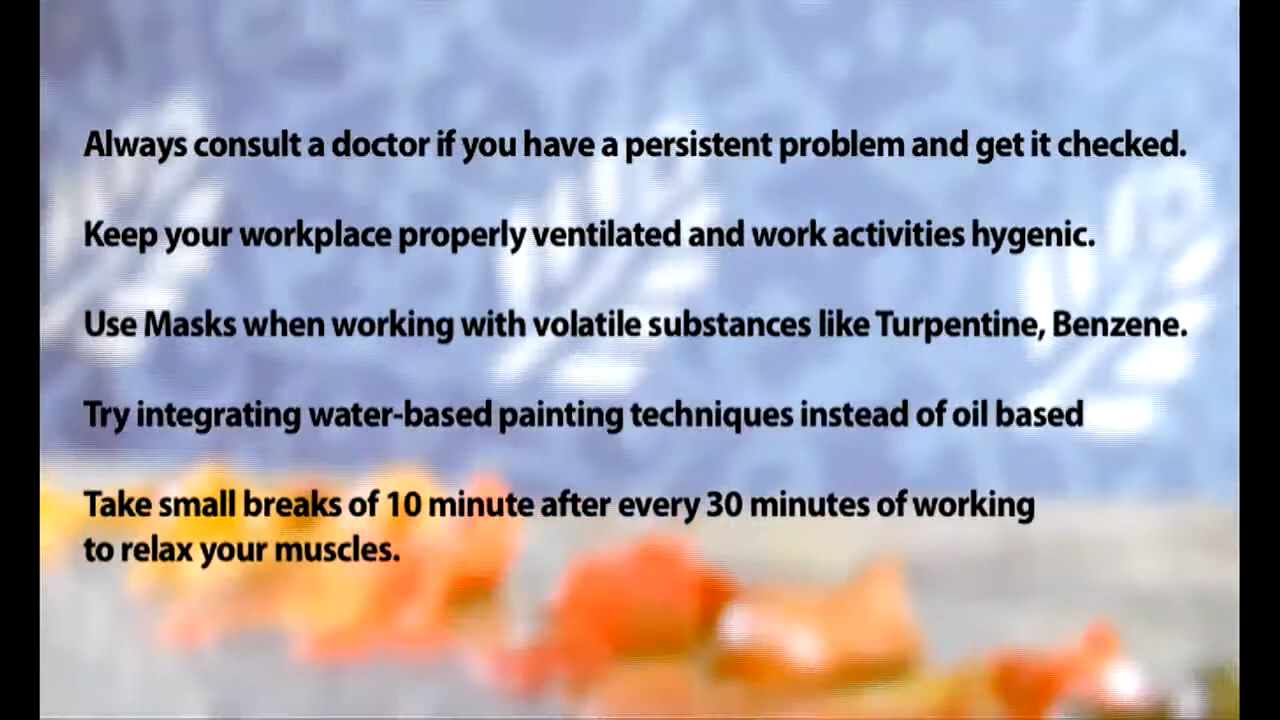 Always consult a doctor if you have a persistent problem and get it checked.
Keep your workplace properly ventilated and work activities hygenic.
Use Masks when working with volatile substances like Turpentine, Benzene.
Try integrating water-based painting techniques instead of oil based
Take small breaks of 10 minute after every 30 minutes of working
to relax your muscles.